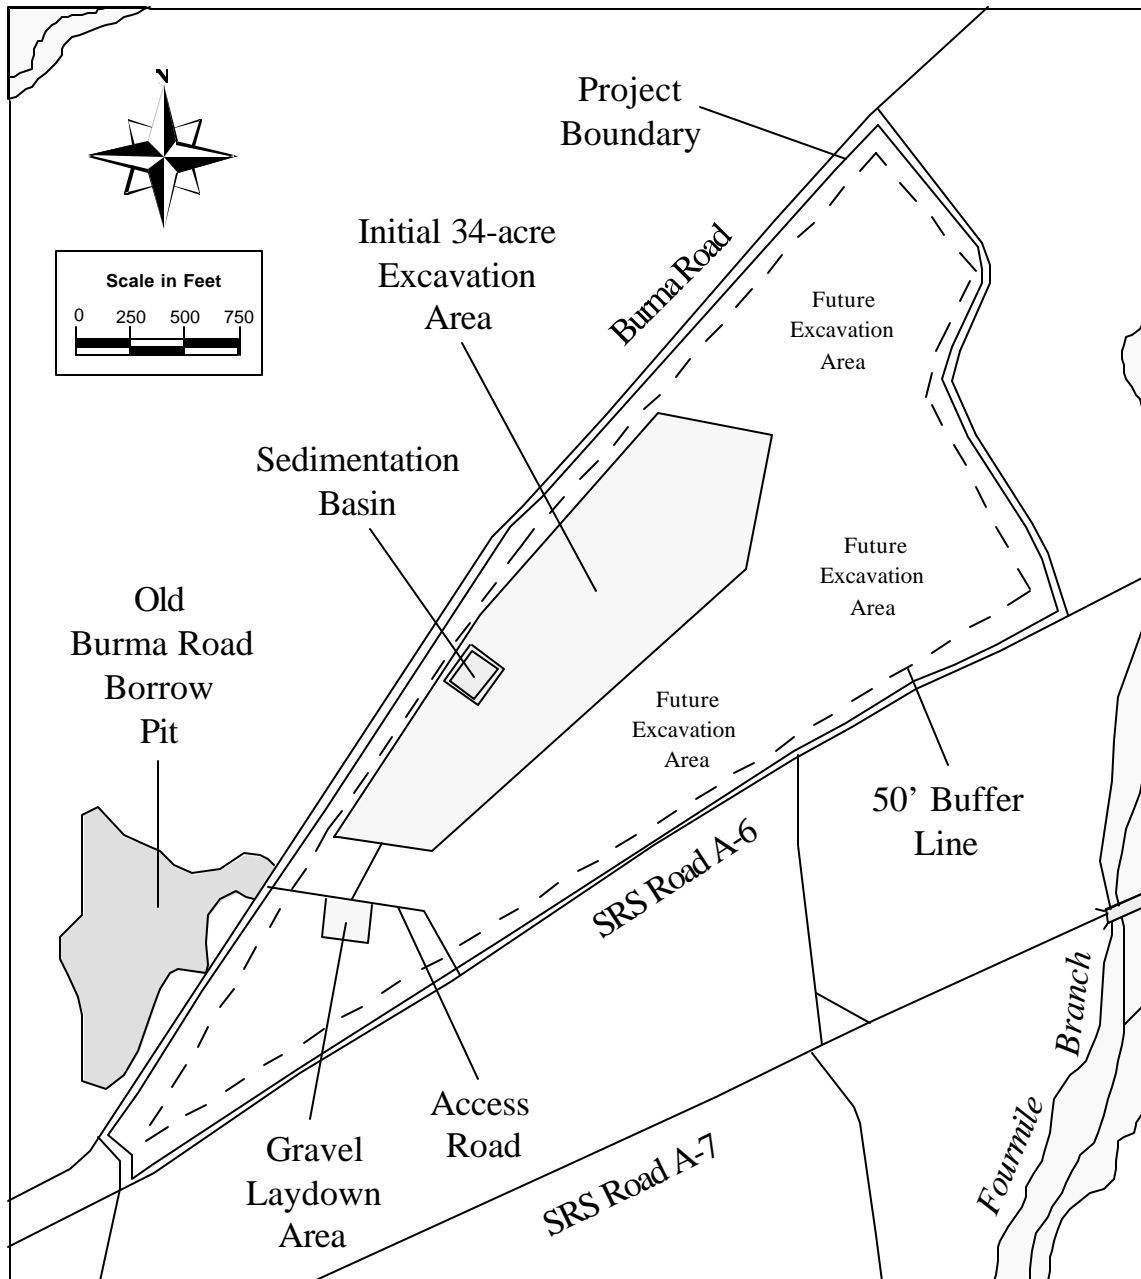 N
Project
Boundary
Initial 34-acre
Excavation
Area
Burma Road
Scale in Feet
0 250 500 750
Future
Excavation
Area
Sedimentation
Basin
Future
Excavation
Area
Old
Burma Road
Borrow
Pit
Future
Excavation
Area
50’ Buffer
Line
SRS Road A-6
Access
Road
Gravel
Laydown
Area
SRS Road A-7
Fourmile Branch